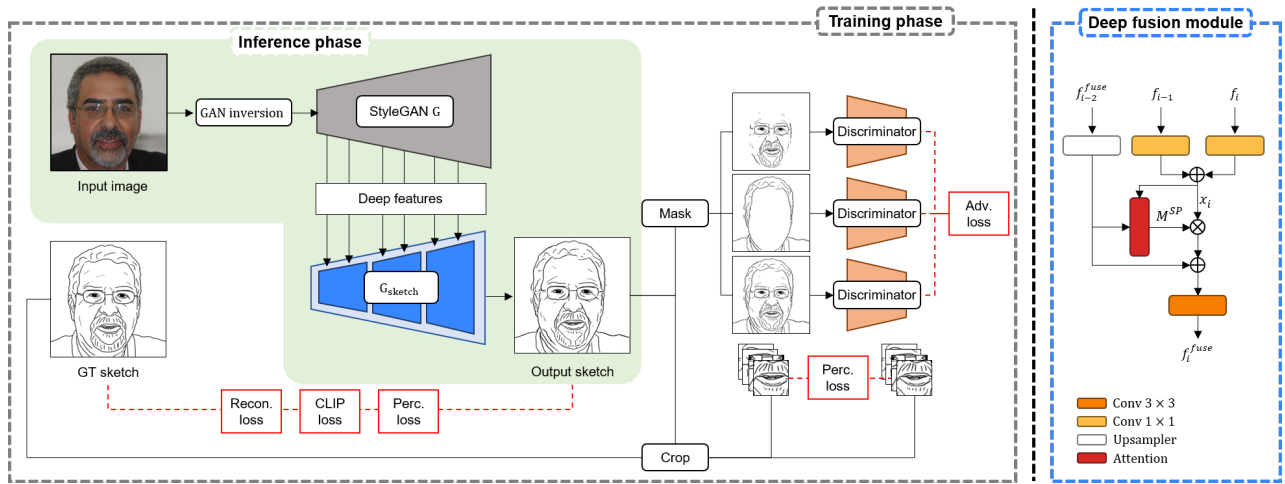 Training phase
Inference phase
GAN inversion
StyleGAN G
Input image
Deep features
G_sketch
GT sketch
Output sketch
Recon. loss
CLIP loss
Perc. loss
Mask
Discriminator
Discriminator
Discriminator
Adv. loss
Perc. loss
Crop
Deep fusion module
f_{i-2}^{fuse}
f_{i-1}
f_i
x_i
M^{SP}
f_i^{fuse}
Conv 3 × 3
Conv 1 × 1
Upsampler
Attention